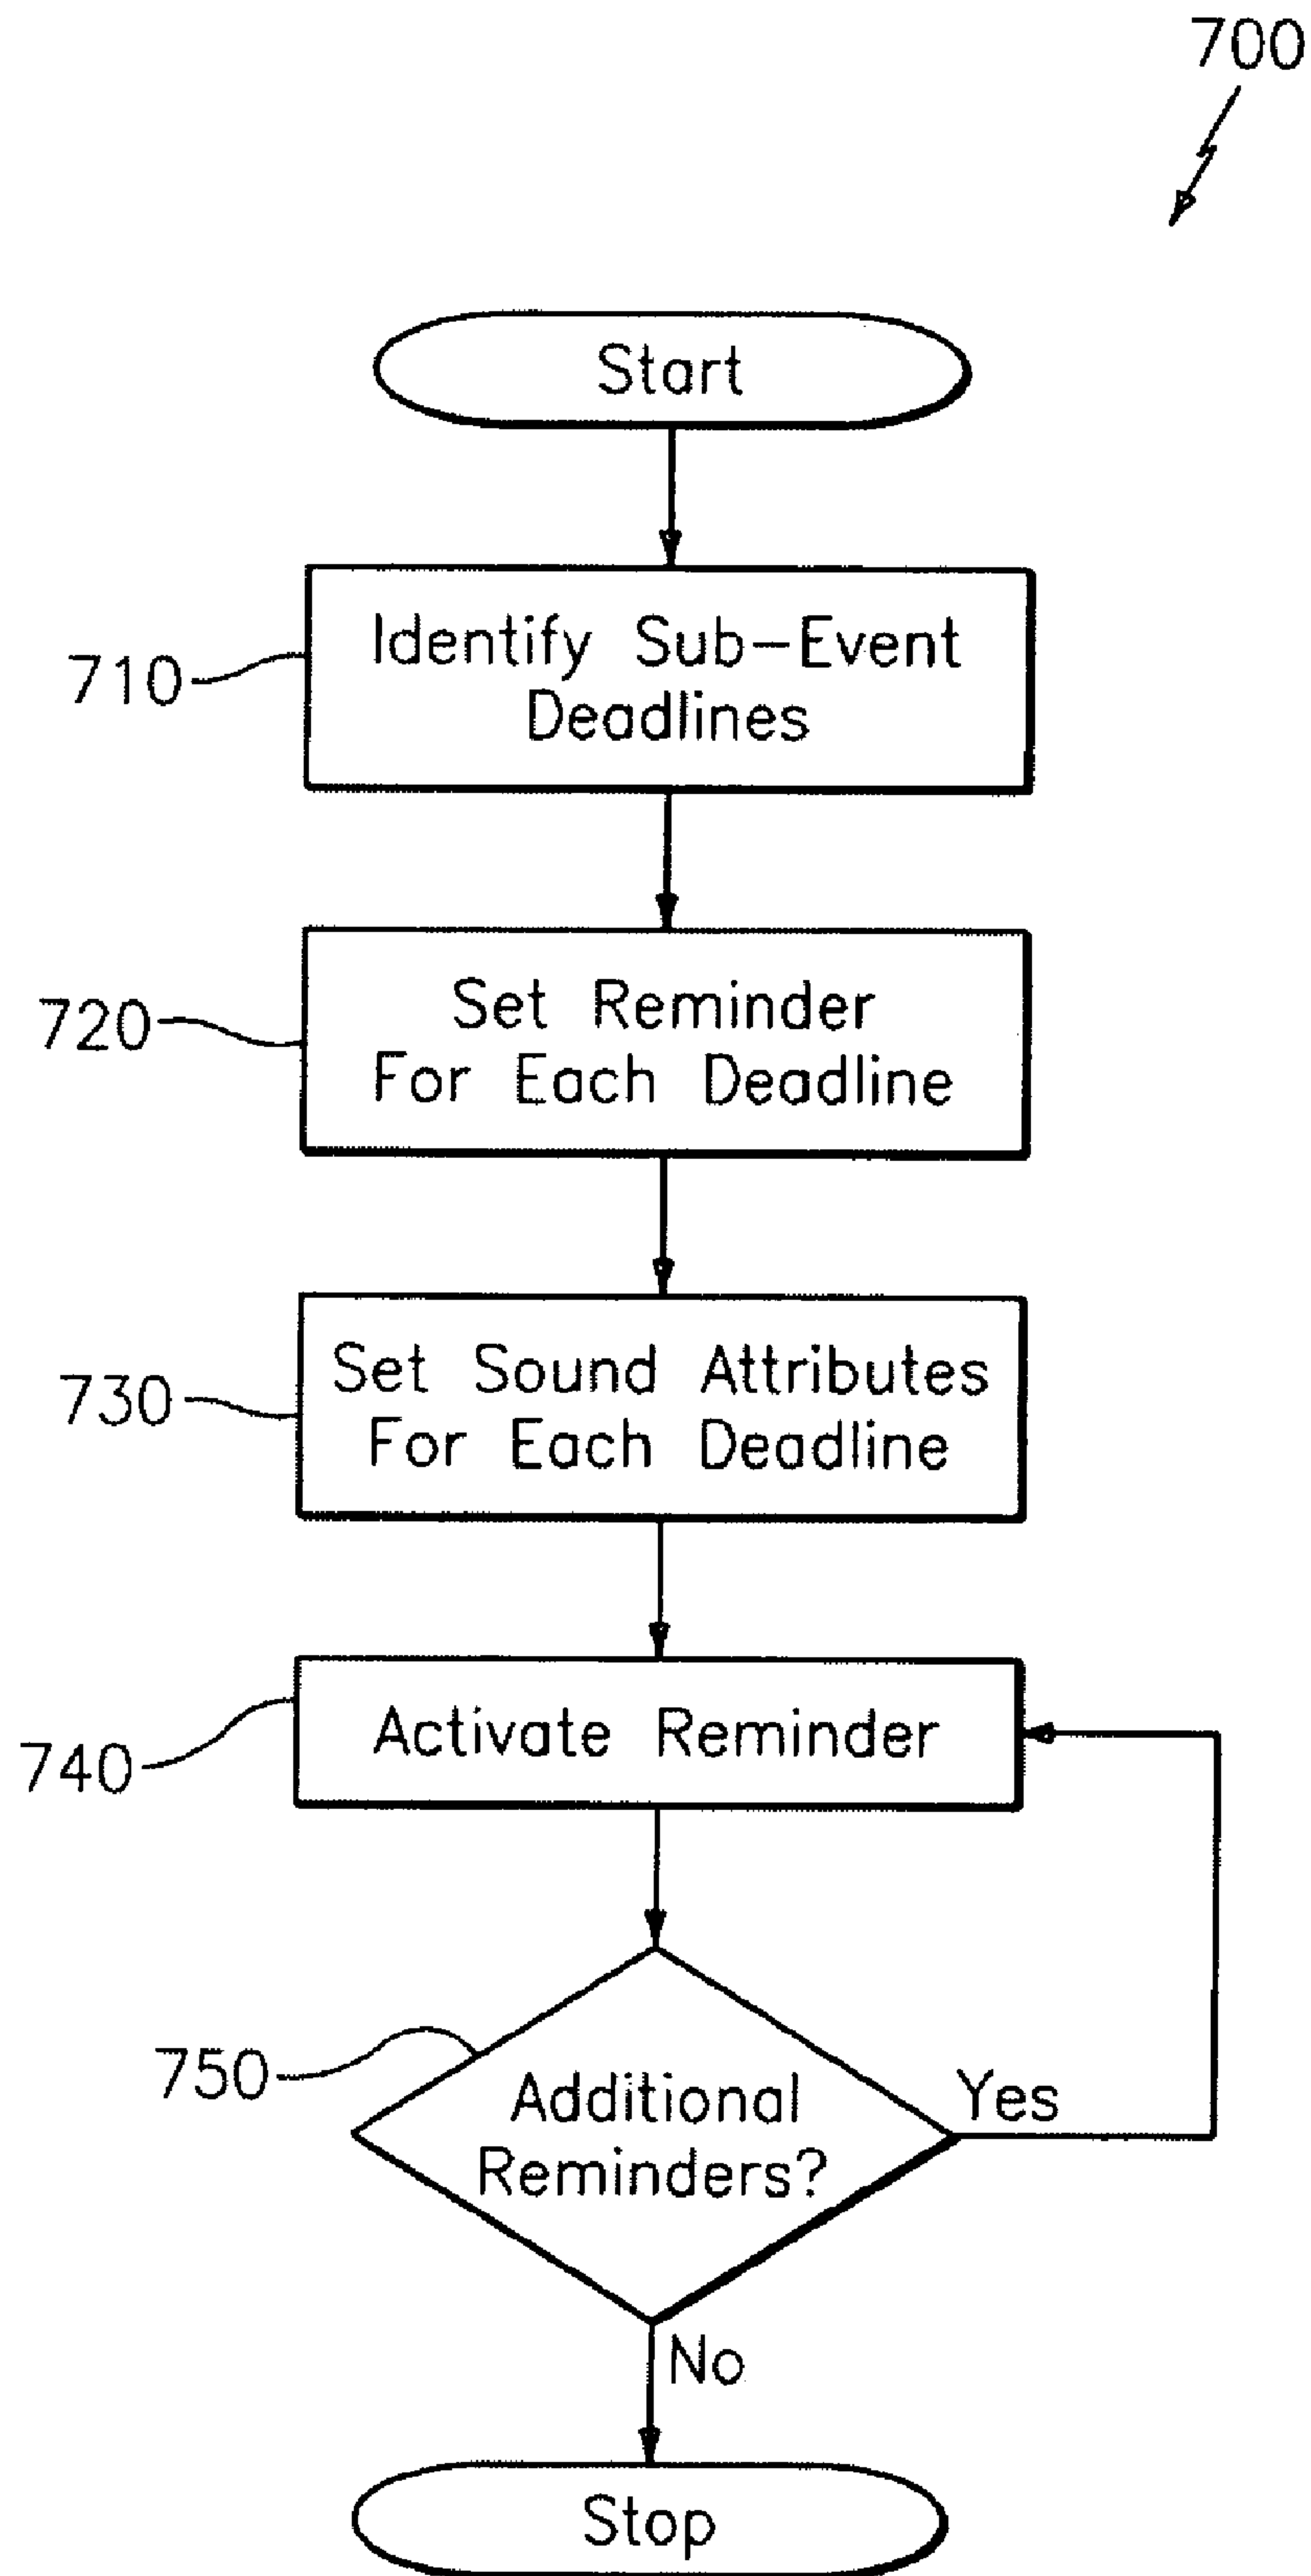 700
Start
710
Identify Sub-Event
Deadlines
720
Set Reminder
For Each Deadline
730
Set Sound Attributes
For Each Deadline
740
Activate Reminder
750
Additional
Reminders?
Yes
No
Stop